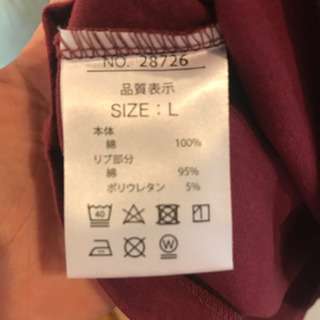 NO. 28726
品質表示
SIZE：L
本体
綿 100%
リブ部分
綿 95%
ポリウレタン 5%
40
W